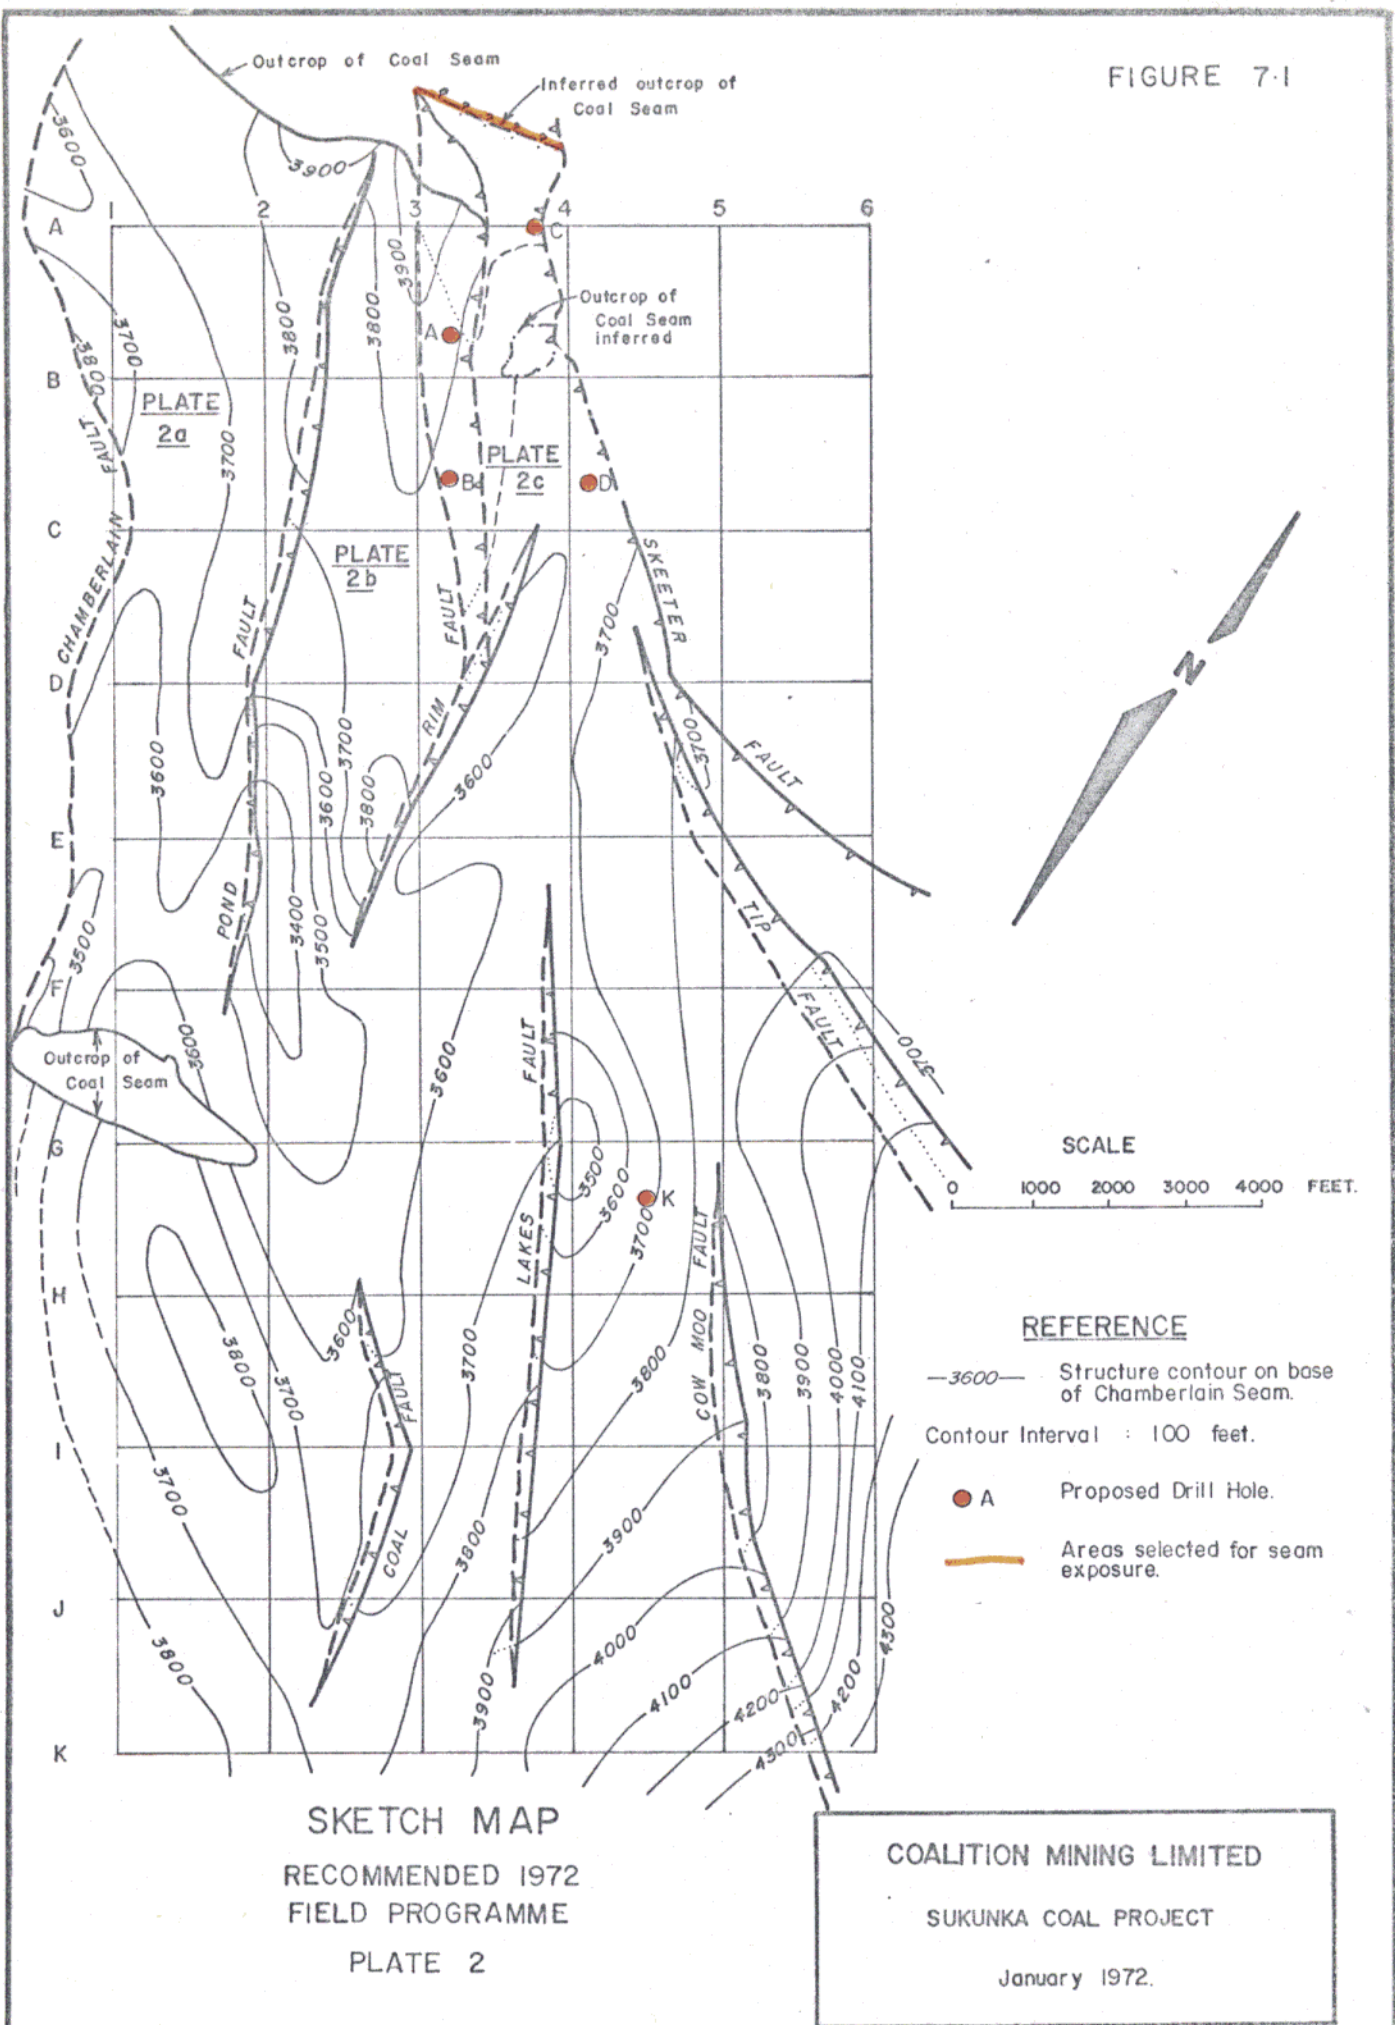 FIGURE 7·1
Outcrop of Coal Seam
Inferred outcrop of
Coal Seam
3600
3900
1
2
3
4
5
6
A
C
3900
3800
3800
Outcrop of
Coal Seam
inferred
A
3700
3800
B
PLATE
2a
FAULT
3700
PLATE
2c
B
D
C
CHAMBERLAIN
PLATE
2b
SKEETER
FAULT
FAULT
3700
D
RIM
3700
3700
FAULT
3600
3600
3800
3600
E
POND
3400
3500
TIP
3500
F
FAULT
3600
3700
Outcrop of
Coal Seam
3600
FAULT
G
3500
3600
K
3700
LAKES
FAULT
SCALE
0 1000 2000 3000 4000 FEET.
H
3600
3800
3700
3700
3800
COW MOO
3800
3900
4000
4100
FAULT
REFERENCE
—3600— Structure contour on base
of Chamberlain Seam.
Contour Interval : 100 feet.
I
3700
3800
3900
COAL
A Proposed Drill Hole.
Areas selected for seam
exposure.
J
3800
4000
4300
3900
4100
4200
4200
4300
K
SKETCH MAP
RECOMMENDED 1972
FIELD PROGRAMME
PLATE 2
COALITION MINING LIMITED
SUKUNKA COAL PROJECT
January 1972.
N